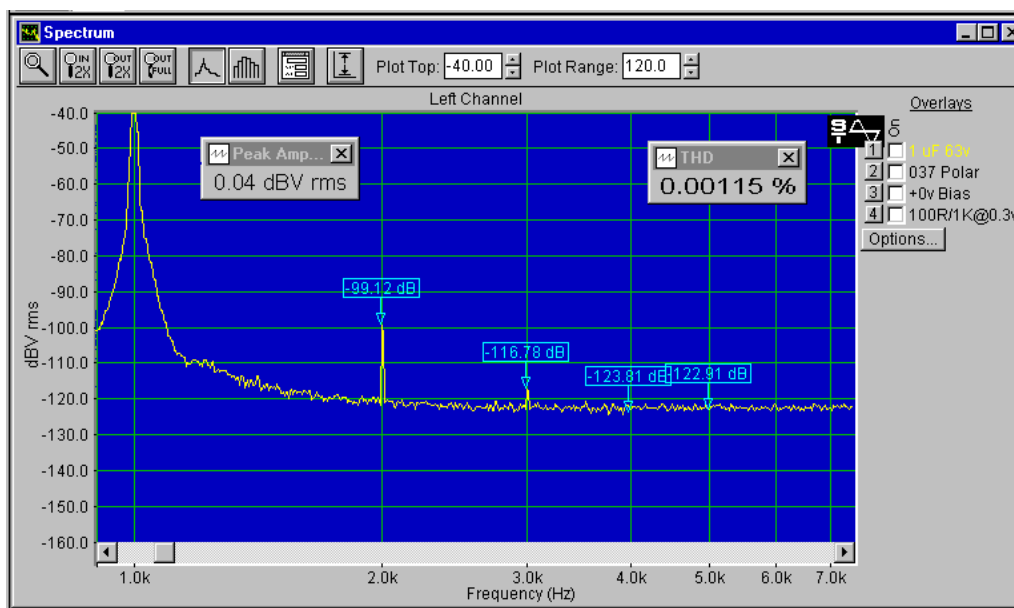 Spectrum
IN 2X
OUT 2X
OUT FULL
Plot Top: -40.00
Plot Range: 120.0
Left Channel
Overlays
On
1 1 uF 63v
2 037 Polar
3 +0v Bias
4 100R/1K@0.3v
Options...
S T
Peak Amp...
0.04 dBV rms
THD
0.00115 %
dBV rms
-40.0
-50.0
-60.0
-70.0
-80.0
-90.0
-100.0
-110.0
-120.0
-130.0
-140.0
-150.0
-160.0
-99.12 dB
-116.78 dB
-123.81 dB
-122.91 dB
1.0k 2.0k 3.0k 4.0k 5.0k 6.0k 7.0k
Frequency (Hz)